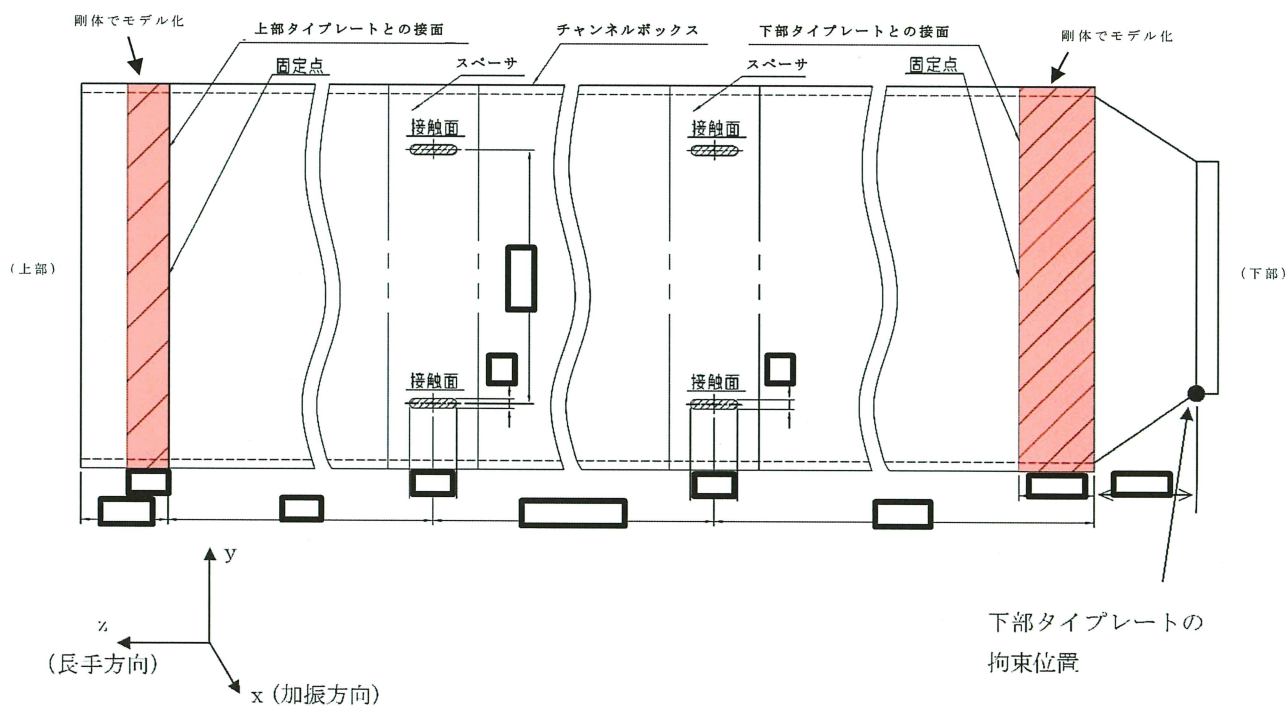 剛体でモデル化
上部タイプレートとの接面
チャンネルボックス
下部タイプレートとの接面
剛体でモデル化
固定点
スペーサ
スペーサ
固定点
接触面
接触面
(上部)
(下部)
接触面
接触面
y
z
(長手方向)
x (加振方向)
下部タイプレートの
拘束位置